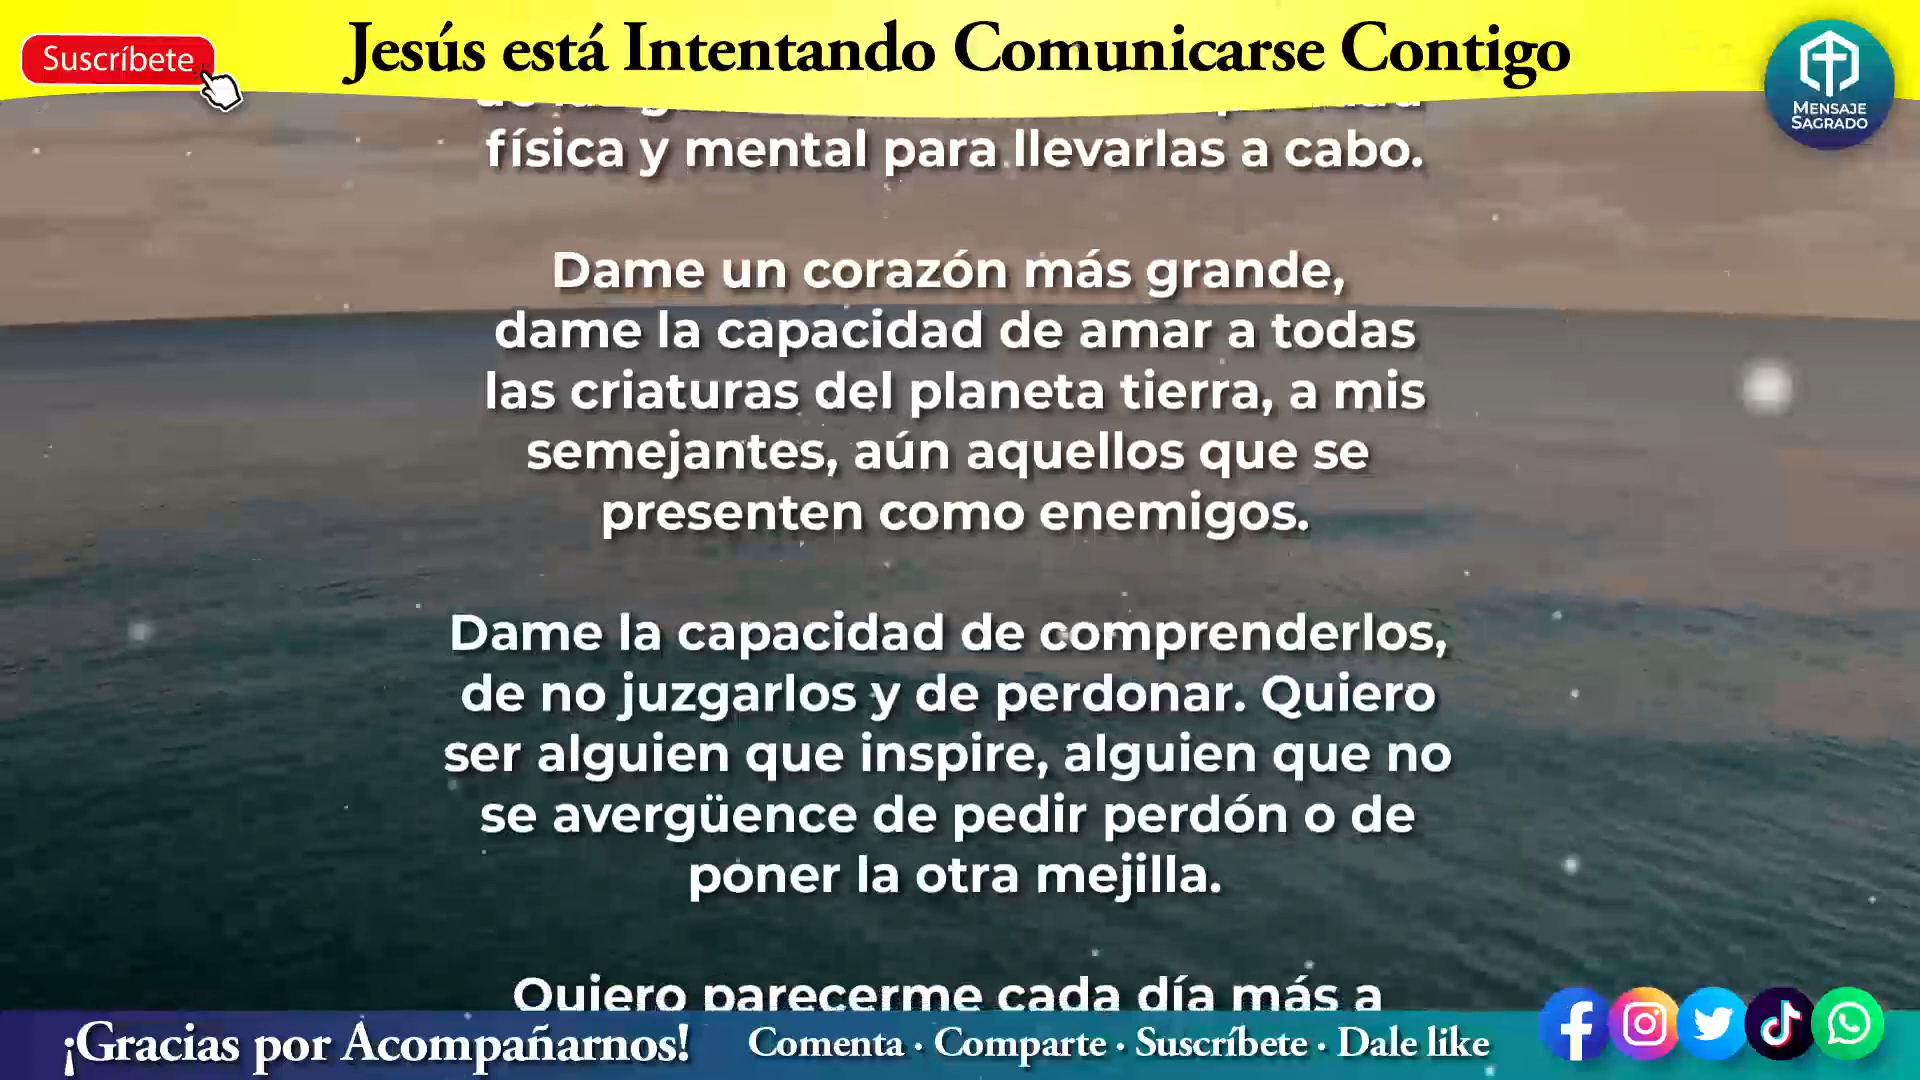 Suscríbete
Jesús está Intentando Comunicarse Contigo
MENSAJE
SAGRADO
física y mental para llevarlas a cabo.
Dame un corazón más grande,
dame la capacidad de amar a todas
las criaturas del planeta tierra, a mis
semejantes, aún aquellos que se
presenten como enemigos.
Dame la capacidad de comprenderlos,
de no juzgarlos y de perdonar. Quiero
ser alguien que inspire, alguien que no
se avergüence de pedir perdón o de
poner la otra mejilla.
Quiero parecerme cada día más a
¡Gracias por Acompañarnos!
Comenta · Comparte · Suscríbete · Dale like